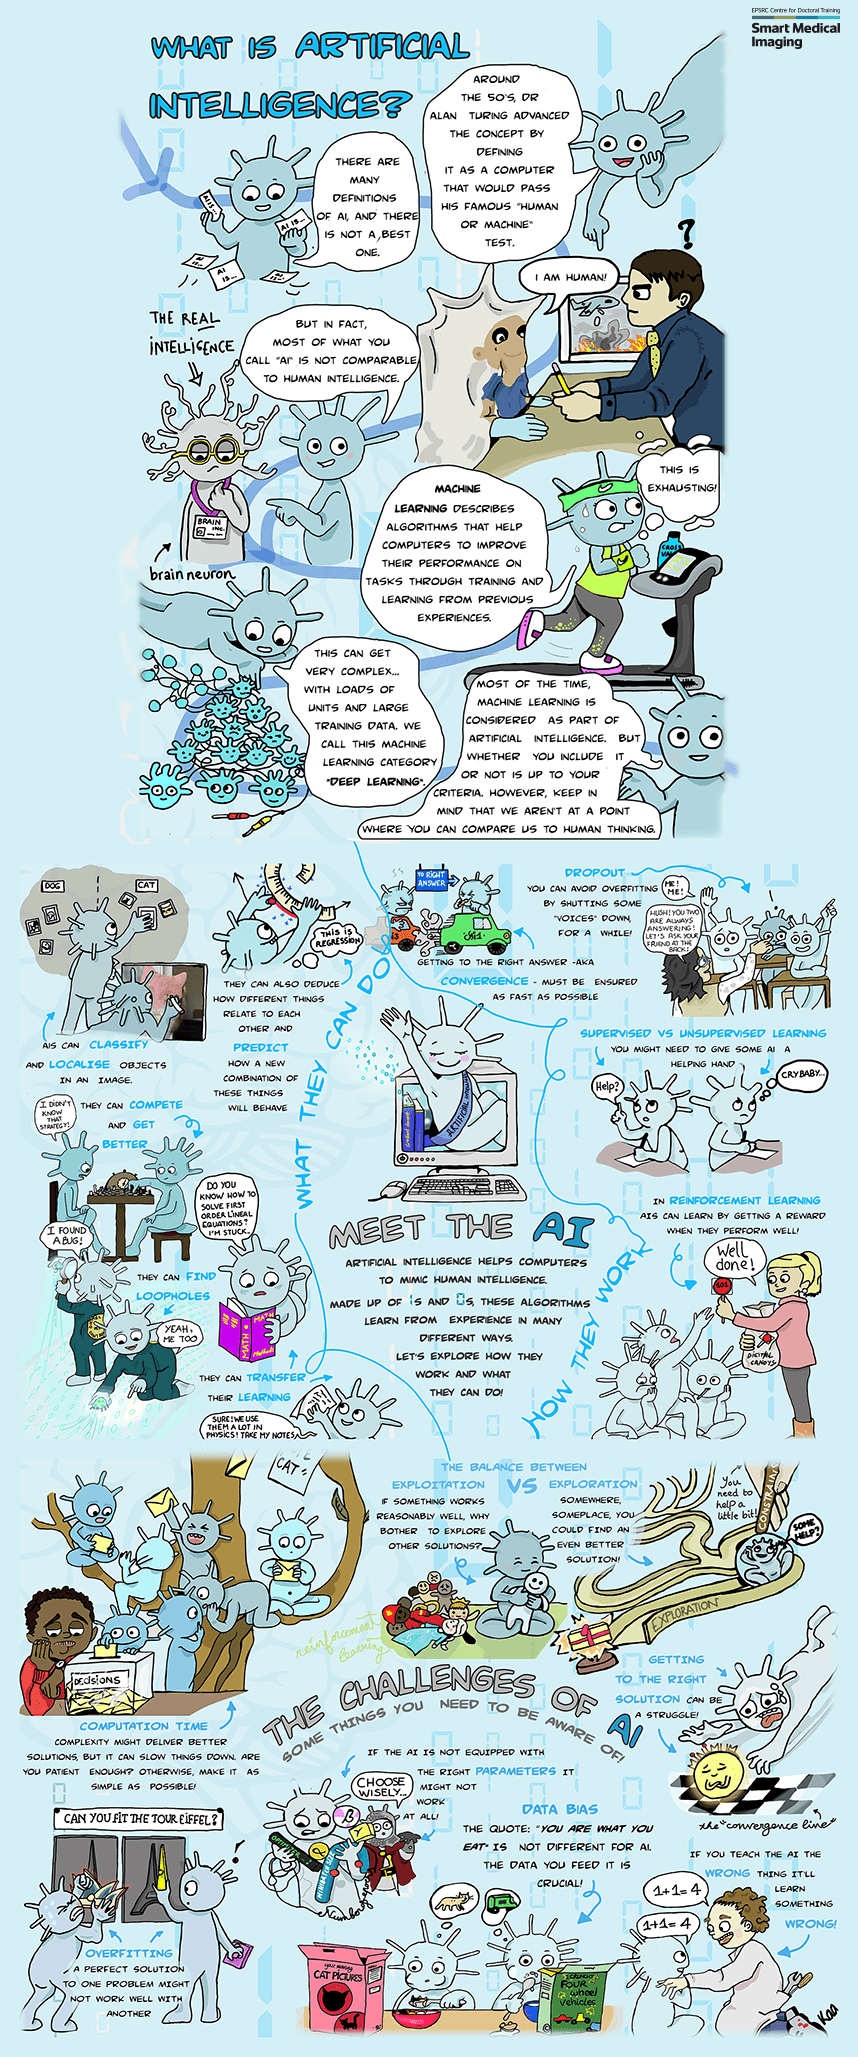 EPSRC Centre for Doctoral Training
Smart Medical
Imaging
WHAT IS ARTIFICIAL
INTELLIGENCE?
AROUND
THE 50'S, DR
ALAN TURING ADVANCED
THE CONCEPT BY
DEFINING
IT AS A COMPUTER
THAT WOULD PASS
HIS FAMOUS "HUMAN
OR MACHINE"
TEST.
THERE ARE
MANY
DEFINITIONS
OF AI, AND THERE
IS NOT A BEST
ONE.
AI IS...
AI IS...
AI IS...
AI IS...
AI IS...
?
I AM HUMAN!
THE REAL
INTELLIGENCE
BUT IN FACT,
MOST OF WHAT YOU
CALL "AI" IS NOT COMPARABLE
TO HUMAN INTELLIGENCE.
BRAIN
INC.
brain neuron
THIS IS
EXHAUSTING!
MACHINE
LEARNING DESCRIBES
ALGORITHMS THAT HELP
COMPUTERS TO IMPROVE
THEIR PERFORMANCE ON
TASKS THROUGH TRAINING AND
LEARNING FROM PREVIOUS
EXPERIENCES.
CROSS
VAL
THIS CAN GET
VERY COMPLEX...
WITH LOADS OF
UNITS AND LARGE
TRAINING DATA. WE
CALL THIS MACHINE
LEARNING CATEGORY
"DEEP LEARNING".
MOST OF THE TIME,
MACHINE LEARNING IS
CONSIDERED AS PART OF
ARTIFICIAL INTELLIGENCE. BUT
WHETHER YOU INCLUDE IT
OR NOT IS UP TO YOUR
CRITERIA. HOWEVER, KEEP IN
MIND THAT WE AREN'T AT A POINT
WHERE YOU CAN COMPARE US TO HUMAN THINKING.
DOG
CAT
AIS CAN CLASSIFY
AND LOCALISE OBJECTS
IN AN IMAGE.
THIS IS
REGRESSION
THEY CAN ALSO DEDUCE
HOW DIFFERENT THINGS
RELATE TO EACH
OTHER AND
PREDICT
HOW A NEW
COMBINATION OF
THESE THINGS
WILL BEHAVE
TO RIGHT
ANSWER
GETTING TO THE RIGHT ANSWER -AKA
CONVERGENCE - MUST BE ENSURED
AS FAST AS POSSIBLE
DROPOUT
YOU CAN AVOID OVERFITTING
BY SHUTTING SOME
"VOICES" DOWN,
FOR A WHILE!
ME!
ME!
HUSH! YOU TWO
ARE ALWAYS
ANSWERING!
LET'S ASK YOUR
FRIEND AT THE
BACK!
SUPERVISED VS UNSUPERVISED LEARNING
YOU MIGHT NEED TO GIVE SOME AI A
HELPING HAND
Help?
CRYBABY...
WHAT THEY CAN DO
I DIDN'T
KNOW
THAT
STRATEGY!
THEY CAN COMPETE
AND GET
BETTER
DO YOU
KNOW HOW TO
SOLVE FIRST
ORDER LINEAL
EQUATIONS?
I'M STUCK...
I FOUND
A BUG!
THEY CAN FIND
LOOPHOLES
YEAH,
ME TOO
MATH
MATH
Methods
THEY CAN TRANSFER
THEIR LEARNING
SURE! WE USE
THEM A LOT IN
PHYSICS! TAKE MY NOTES
ARTIFICIAL INTELLIGENCE
MEET THE AI
ARTIFICIAL INTELLIGENCE HELPS COMPUTERS
TO MIMIC HUMAN INTELLIGENCE.
MADE UP OF 1S AND 0S, THESE ALGORITHMS
LEARN FROM EXPERIENCE IN MANY
DIFFERENT WAYS.
LET'S EXPLORE HOW THEY
WORK AND WHAT
THEY CAN DO!
HOW THEY WORK
IN REINFORCEMENT LEARNING
AIS CAN LEARN BY GETTING A REWARD
WHEN THEY PERFORM WELL!
Well
done!
101
DIGITAL
CANDYS
CAT
THE BALANCE BETWEEN
EXPLOITATION VS EXPLORATION
IF SOMETHING WORKS
REASONABLY WELL, WHY
BOTHER TO EXPLORE
OTHER SOLUTIONS?
SOMEWHERE,
SOMEPLACE, YOU
COULD FIND AN
EVEN BETTER
SOLUTION!
You
need to
help a
little bit!
CONSTRAINS
SOME
HELP?
EXPLORATION
reinforcement
learning
DECISIONS
COMPUTATION TIME
COMPLEXITY MIGHT DELIVER BETTER
SOLUTIONS, BUT IT CAN SLOW THINGS DOWN. ARE
YOU PATIENT ENOUGH? OTHERWISE, MAKE IT AS
SIMPLE AS POSSIBLE!
THE CHALLENGES OF AI
SOME THINGS YOU NEED TO BE AWARE OF!
GETTING
TO THE RIGHT
SOLUTION CAN BE
A STRUGGLE!
the "convergence line"
IF THE AI IS NOT EQUIPPED WITH
THE RIGHT PARAMETERS IT
MIGHT NOT
WORK
AT ALL!
CHOOSE
WISELY...
β
OPTIMIZER
CAN YOU FIT THE TOUR EIFFEL?
!
OVERFITTING
A PERFECT SOLUTION
TO ONE PROBLEM MIGHT
NOT WORK WELL WITH
ANOTHER
DATA BIAS
THE QUOTE: "YOU ARE WHAT YOU
EAT" IS NOT DIFFERENT FOR AI.
THE DATA YOU FEED IT IS
CRUCIAL!
CAT PICTURES
FOUR
wheel
vehicles
IF YOU TEACH THE AI THE
WRONG THING IT'LL
LEARN
SOMETHING
WRONG!
1+1=4
1+1=4
Kaa